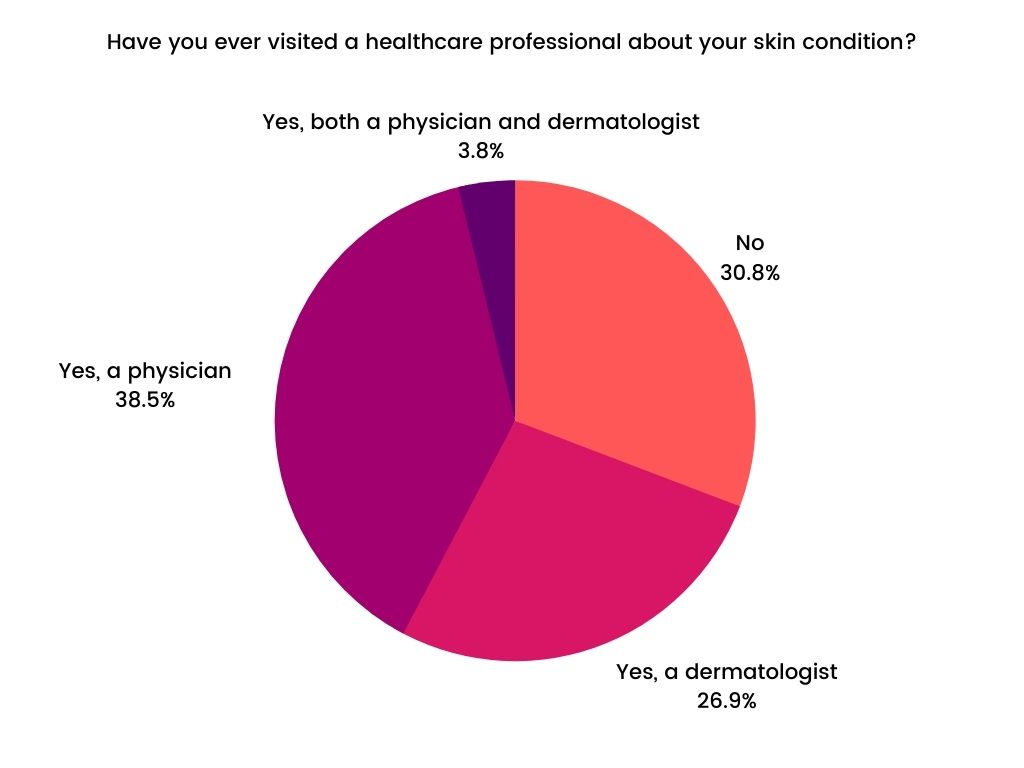 Have you ever visited a healthcare professional about your skin condition?
Yes, both a physician and dermatologist
3.8%
No
30.8%
Yes, a physician
38.5%
Yes, a dermatologist
26.9%